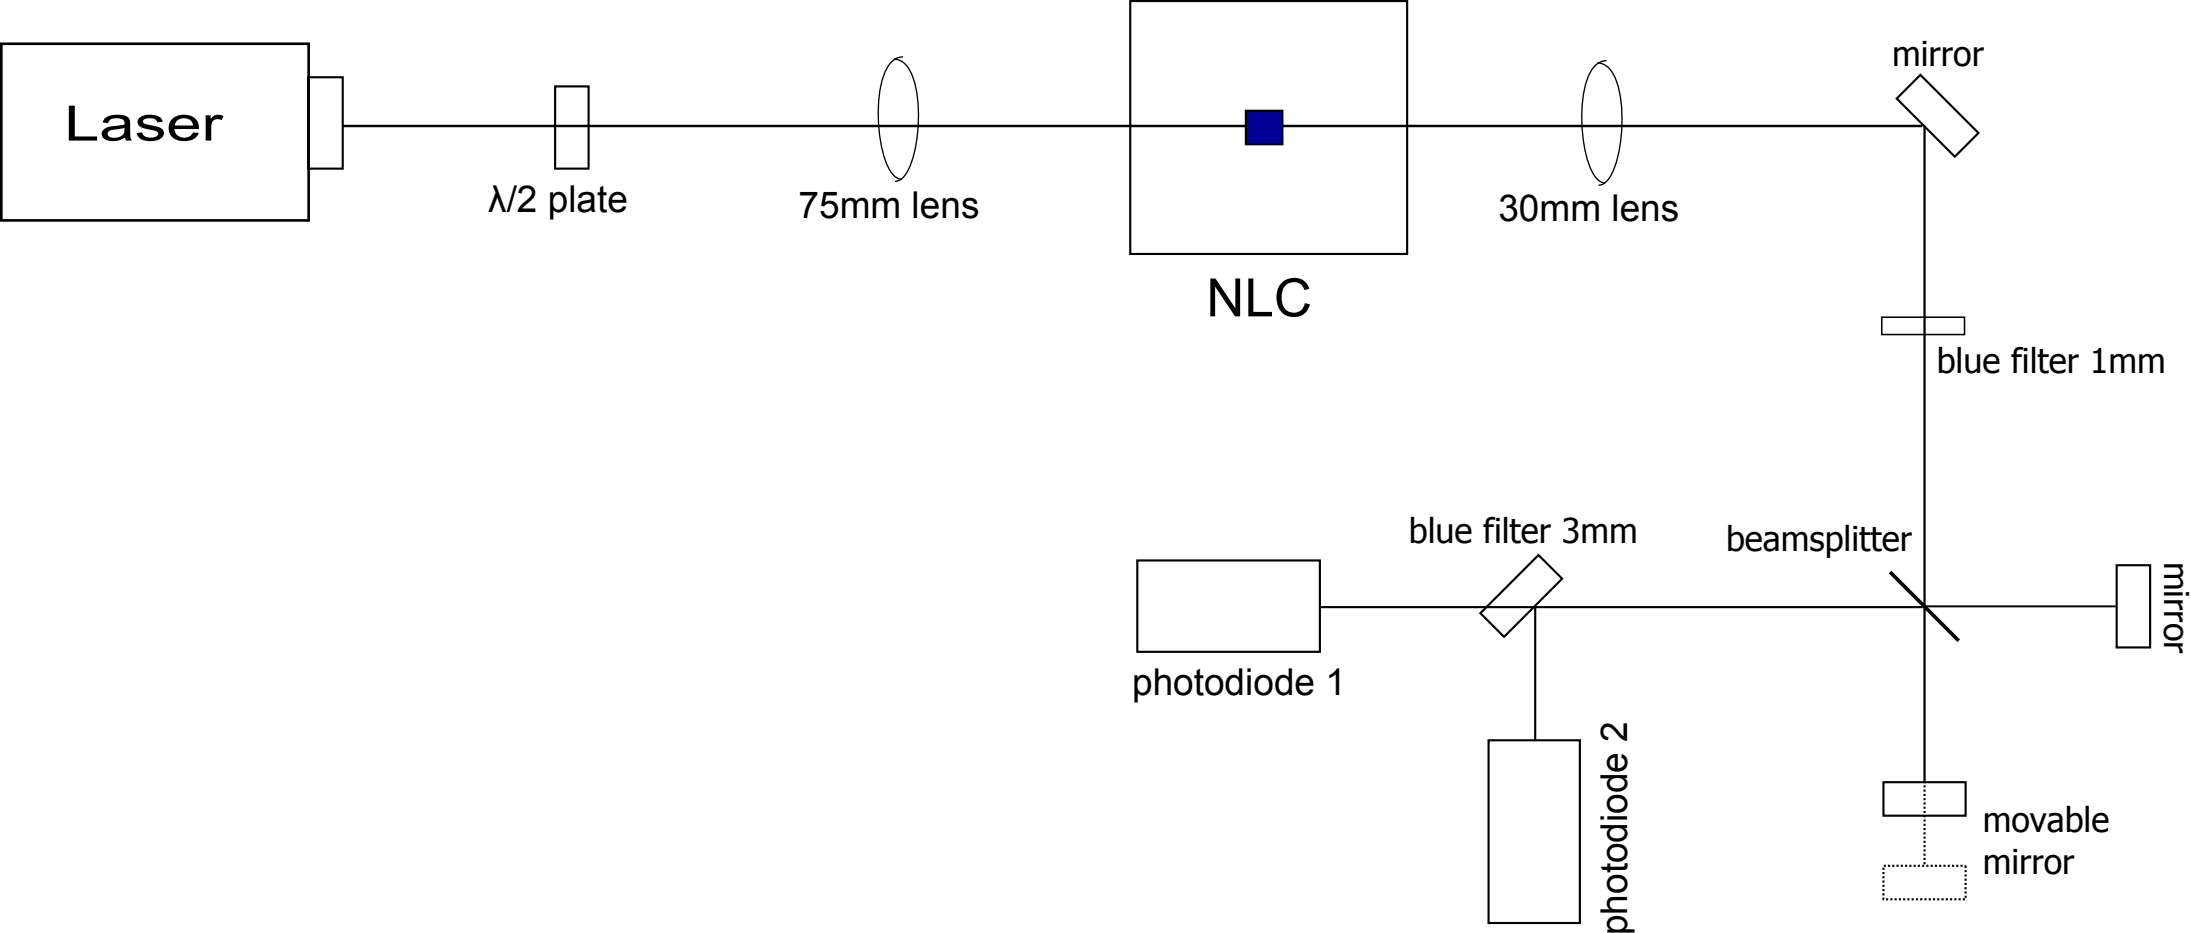 mirror
Laser
λ/2 plate
75mm lens
30mm lens
NLC
blue filter 1mm
blue filter 3mm
beamsplitter
mirror
photodiode 1
photodiode 2
movable
mirror